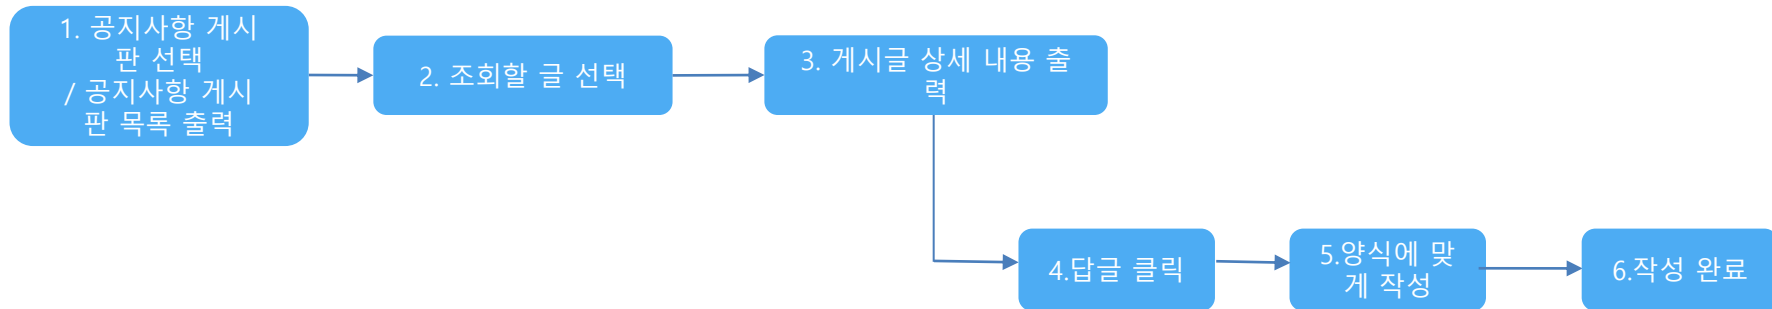 1. 공지사항 게시
판 선택
/ 공지사항 게시
판 목록 출력
2. 조회할 글 선택
3. 게시글 상세 내용 출
력
4.답글 클릭
5.양식에 맞
게 작성
6.작성 완료